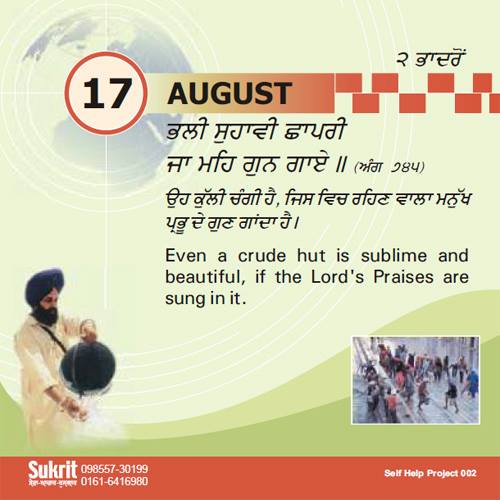 ੨ ਭਾਦਰੋਂ
17 AUGUST
ਭਲੀ ਸੁਹਾਵੀ ਛਾਪਰੀ
ਜਾ ਮਹਿ ਗੁਨ ਗਾਏ ॥ (ਅੰਗ ੭੪੫)
ਉਹ ਕੁੱਲੀ ਚੰਗੀ ਹੈ, ਜਿਸ ਵਿਚ ਰਹਿਣ ਵਾਲਾ ਮਨੁੱਖ
ਪ੍ਰਭੂ ਦੇ ਗੁਣ ਗਾਂਦਾ ਹੈ।
Even a crude hut is sublime and
beautiful, if the Lord's Praises are
sung in it.
Sukrit 098557-30199
0161-6416980
Self Help Project 002